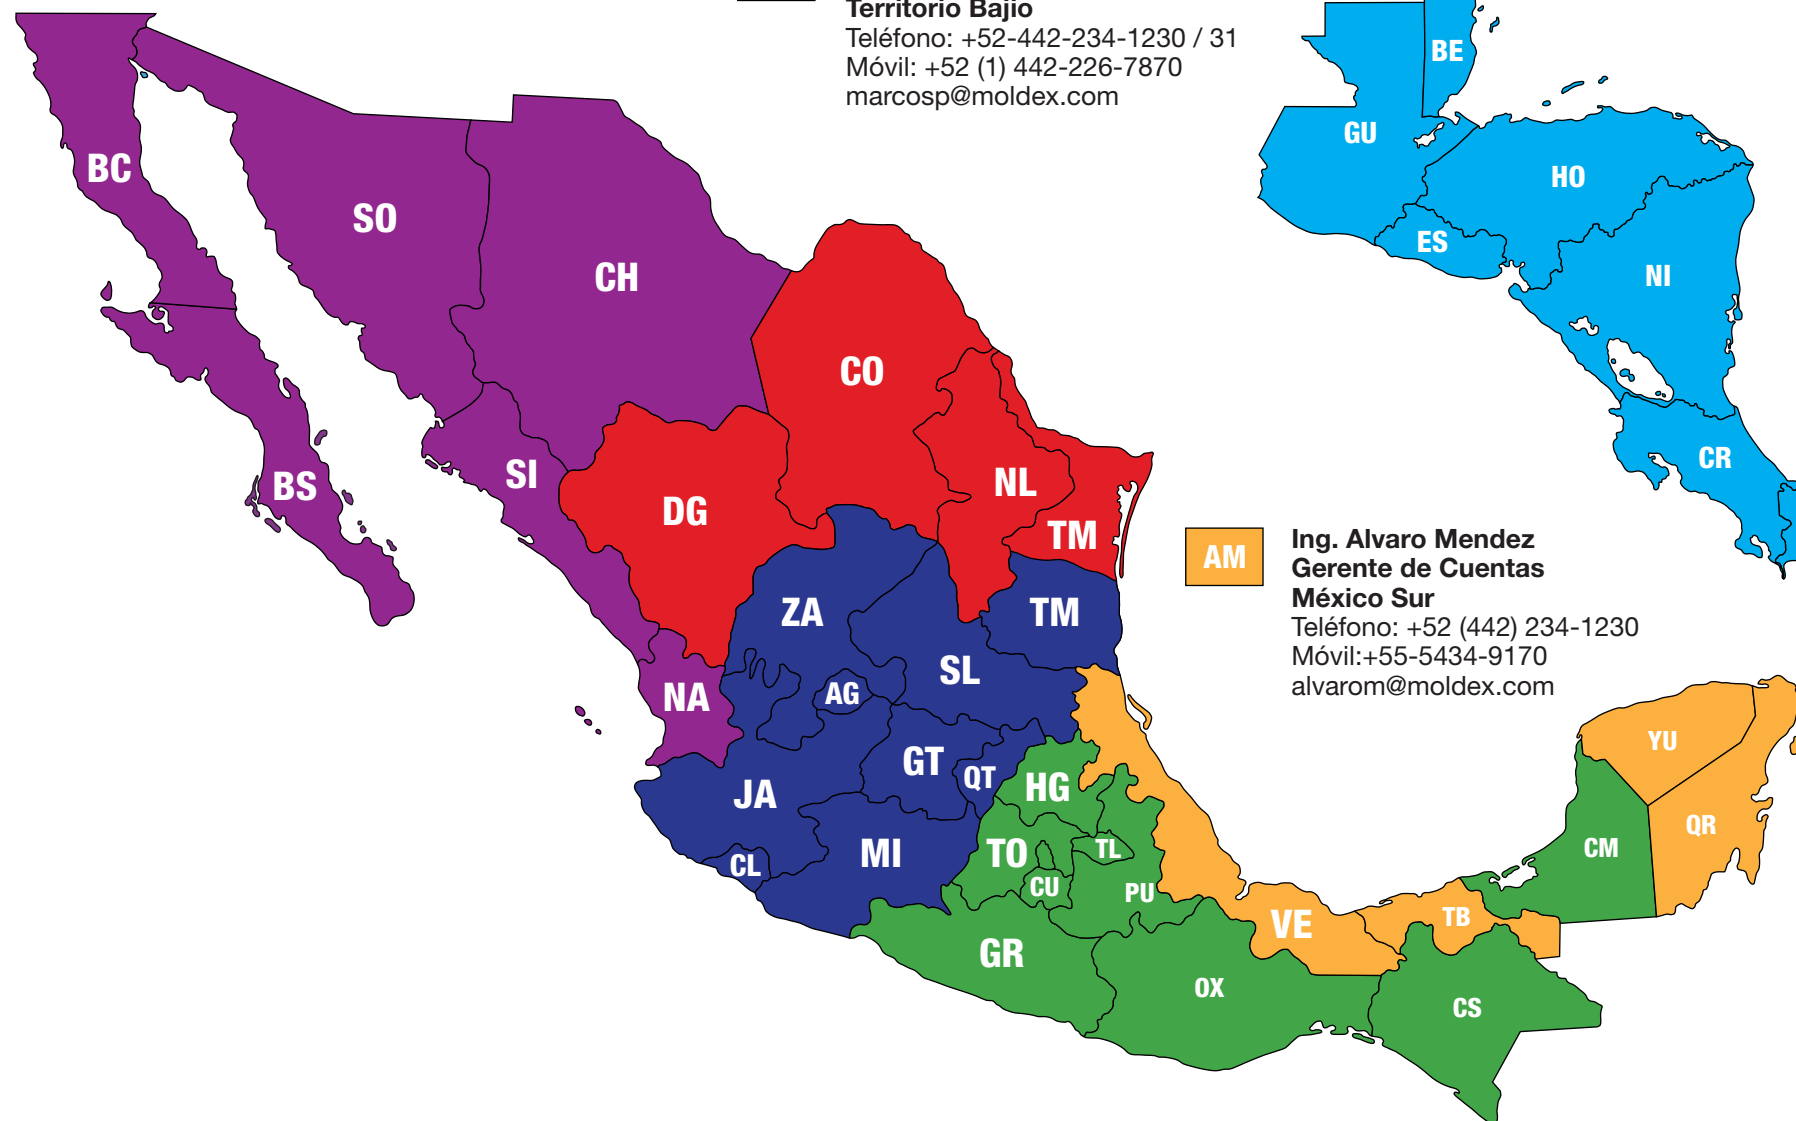 Territorio Bajío
Teléfono: +52-442-234-1230 / 31
Móvil: +52 (1) 442-226-7870
marcosp@moldex.com
BE
GU
HO
ES
NI
CR
BC
SO
CH
CO
BS
SI
DG
NL
TM
AM
Ing. Alvaro Mendez
Gerente de Cuentas
México Sur
Teléfono: +52 (442) 234-1230
Móvil:+55-5434-9170
alvarom@moldex.com
ZA
TM
SL
NA
AG
GT
QT
JA
HG
CL
MI
TO
TL
CU
PU
GR
OX
VE
TB
CS
YU
QR
CM